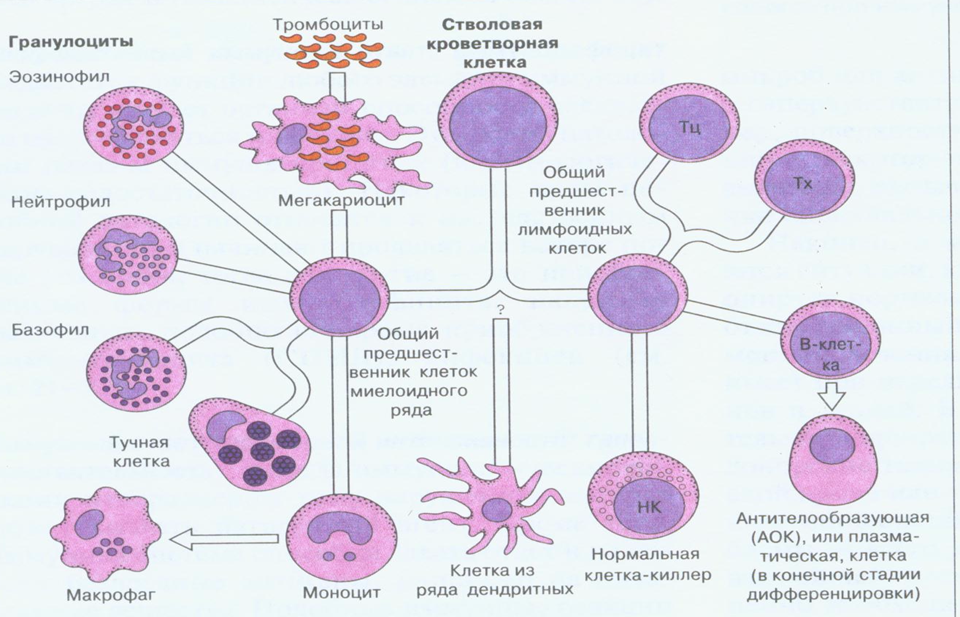 Гранулоциты
Эозинофил
Нейтрофил
Базофил
Тучная
клетка
Макрофаг
Тромбоциты
Мегакариоцит
Стволовая
кроветворная
клетка
Общий
предшест-
венник клеток
миелоидного
ряда
Моноцит
?
Клетка из
ряда дендритных
Общий
предшест-
венник
лимфоидных
клеток
Тц
Тх
В-клет-
ка
НК
Нормальная
клетка-киллер
Антителообразующая
(АОК), или плазма-
тическая, клетка
(в конечной стадии
дифференцировки)